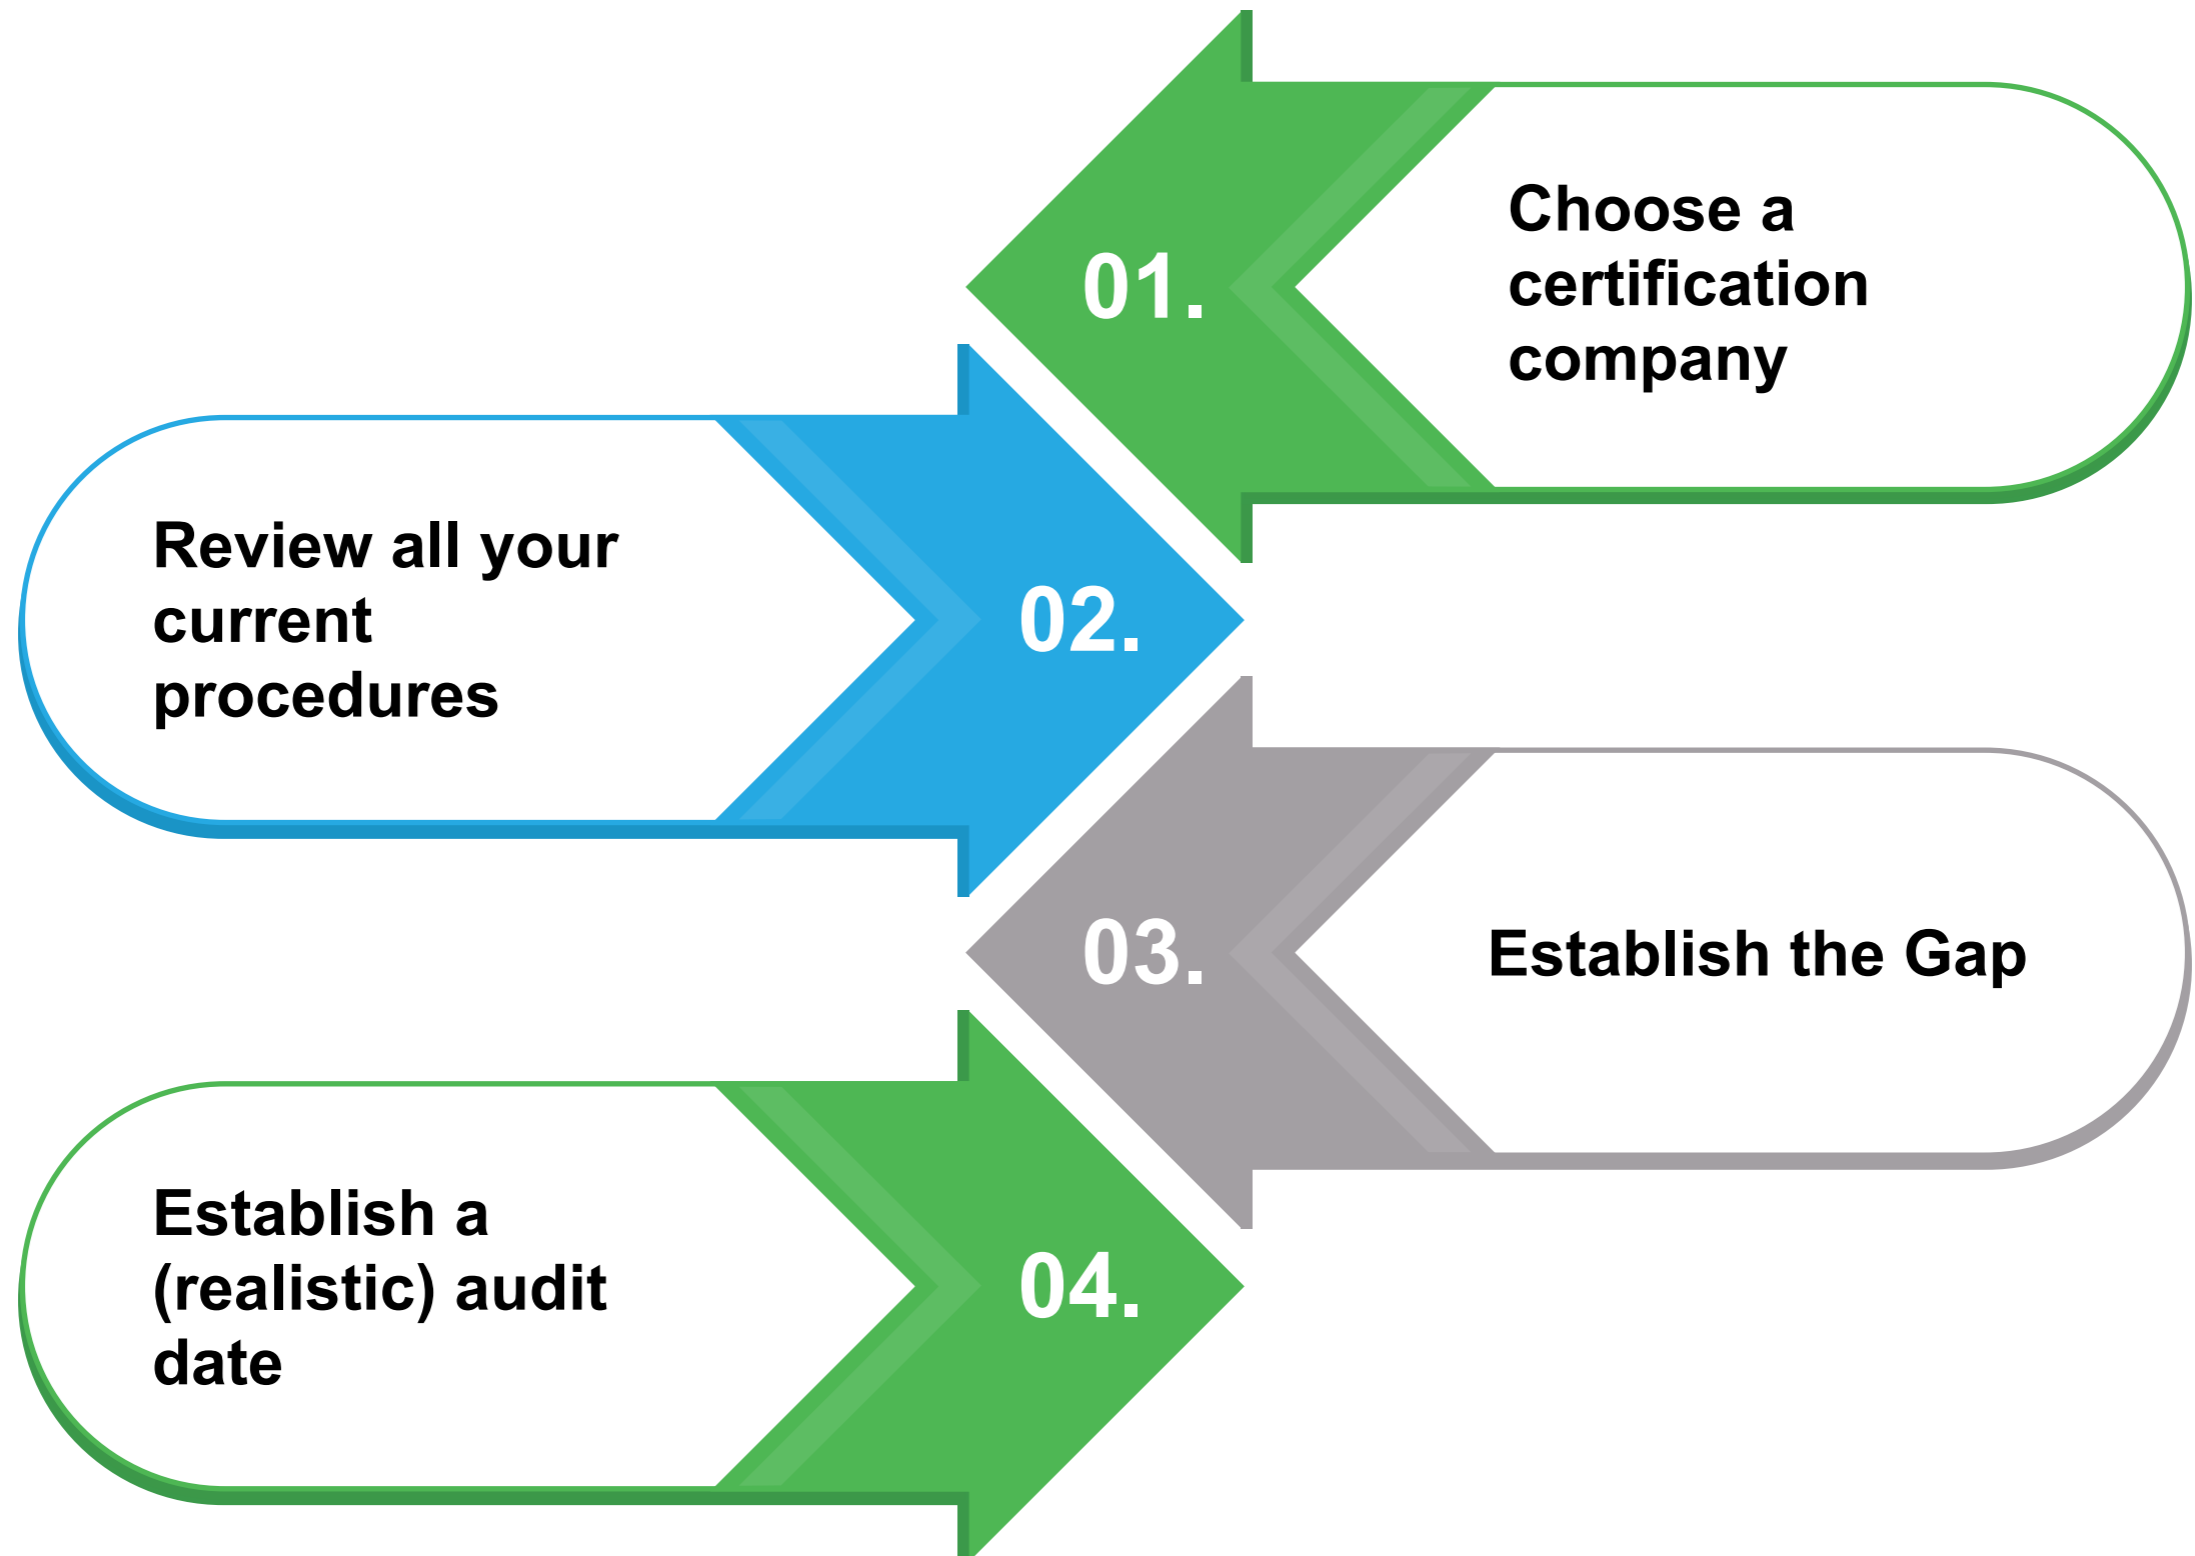 01.
Choose a
certification
company
02.
Review all your
current
procedures
03.
Establish the Gap
04.
Establish a
(realistic) audit
date